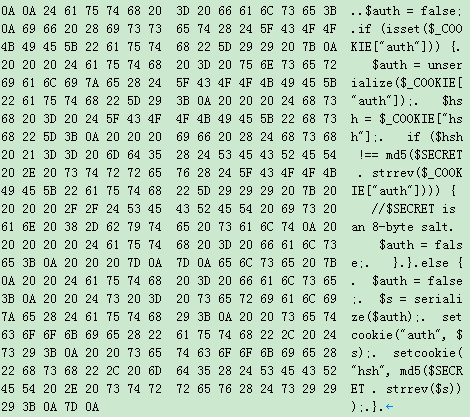 0A 0A 24 61 75 74 68 20 3D 20 66 61 6C 73 65 3B ..$auth = false;
0A 69 66 20 28 69 73 73 65 74 28 24 5F 43 4F 4F .if (isset($_COO
4B 49 45 5B 22 61 75 74 68 22 5D 29 29 20 7B 0A KIE["auth"])) {.
20 20 20 24 61 75 74 68 20 3D 20 75 6E 73 65 72 $auth = unser
69 61 6C 69 7A 65 28 24 5F 43 4F 4F 4B 49 45 5B ialize($_COOKIE[
22 61 75 74 68 22 5D 29 3B 0A 20 20 20 24 68 73 "auth"]);. $hs
68 20 3D 20 24 5F 43 4F 4F 4B 49 45 5B 22 68 73 h = $_COOKIE["hs
68 22 5D 3B 0A 20 20 20 69 66 20 28 24 68 73 68 h"];. if ($hsh
20 21 3D 3D 20 6D 64 35 28 24 53 45 43 52 45 54 !== md5($SECRET
20 2E 20 73 74 72 72 65 76 28 24 5F 43 4F 4F 4B . strrev($_COOK
49 45 5B 22 61 75 74 68 22 5D 29 29 29 20 7B 20 IE["auth"]))) {
20 20 20 2F 2F 24 53 45 43 52 45 54 20 69 73 20 //$SECRET is
61 6E 20 38 2D 62 79 74 65 20 73 61 6C 74 0A 20 an 8-byte salt.
20 20 20 20 24 61 75 74 68 20 3D 20 66 61 6C 73 $auth = fals
65 3B 0A 20 20 20 7D 0A 7D 0A 65 6C 73 65 20 7B e;. }.}.else {
0A 20 20 24 61 75 74 68 20 3D 20 66 61 6C 73 65 . $auth = false
3B 0A 20 20 24 73 20 3D 20 73 65 72 69 61 6C 69 ;. $s = seriali
7A 65 28 24 61 75 74 68 29 3B 0A 20 20 73 65 74 ze($auth);. set
63 6F 6F 6B 69 65 28 22 61 75 74 68 22 2C 20 24 cookie("auth", $
73 29 3B 0A 20 20 73 65 74 63 6F 6F 6B 69 65 28 s);. setcookie(
22 68 73 68 22 2C 20 6D 64 35 28 24 53 45 43 52 "hsh", md5($SECR
45 54 20 2E 20 73 74 72 72 65 76 28 24 73 29 29 ET . strrev($s))
29 3B 0A 7D 0A );.}.←